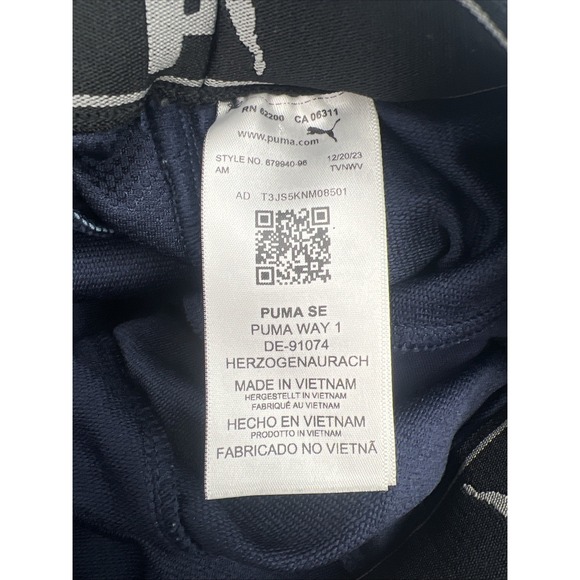 RN 62200 CA 06311
www.puma.com
STYLE NO. 679940-96 12/20/23
AM TVNWV
AD T3JS5KNM08501
PUMA SE
PUMA WAY 1
DE-91074
HERZOGENAURACH
MADE IN VIETNAM
HERGESTELLT IN VIETNAM
FABRIQUÉ AU VIETNAM
HECHO EN VIETNAM
PRODOTTO IN VIETNAM
FABRICADO NO VIETNÃ